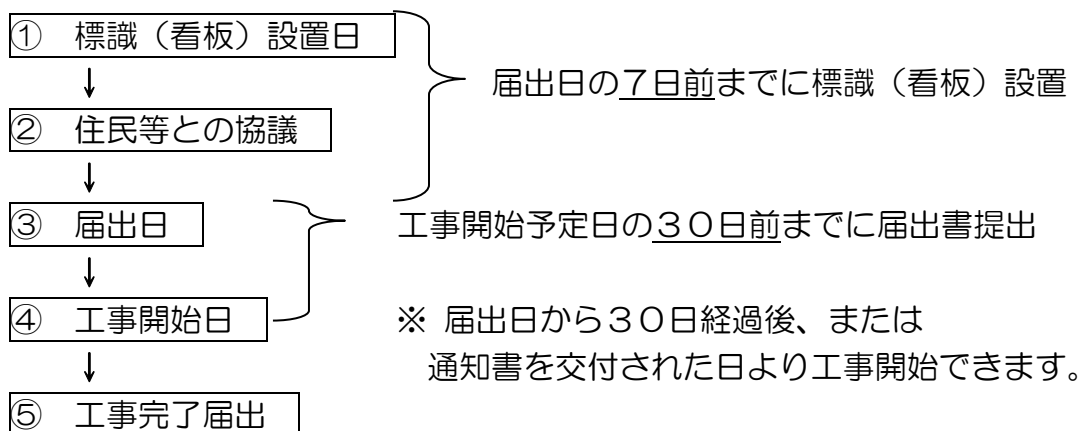 ① 標識（看板）設置日
届出日の７日前までに標識（看板）設置
↓
② 住民等との協議
↓
③ 届出日
工事開始予定日の３０日前までに届出書提出
↓
④ 工事開始日
※ 届出日から３０日経過後、または
通知書を交付された日より工事開始できます。
↓
⑤ 工事完了届出